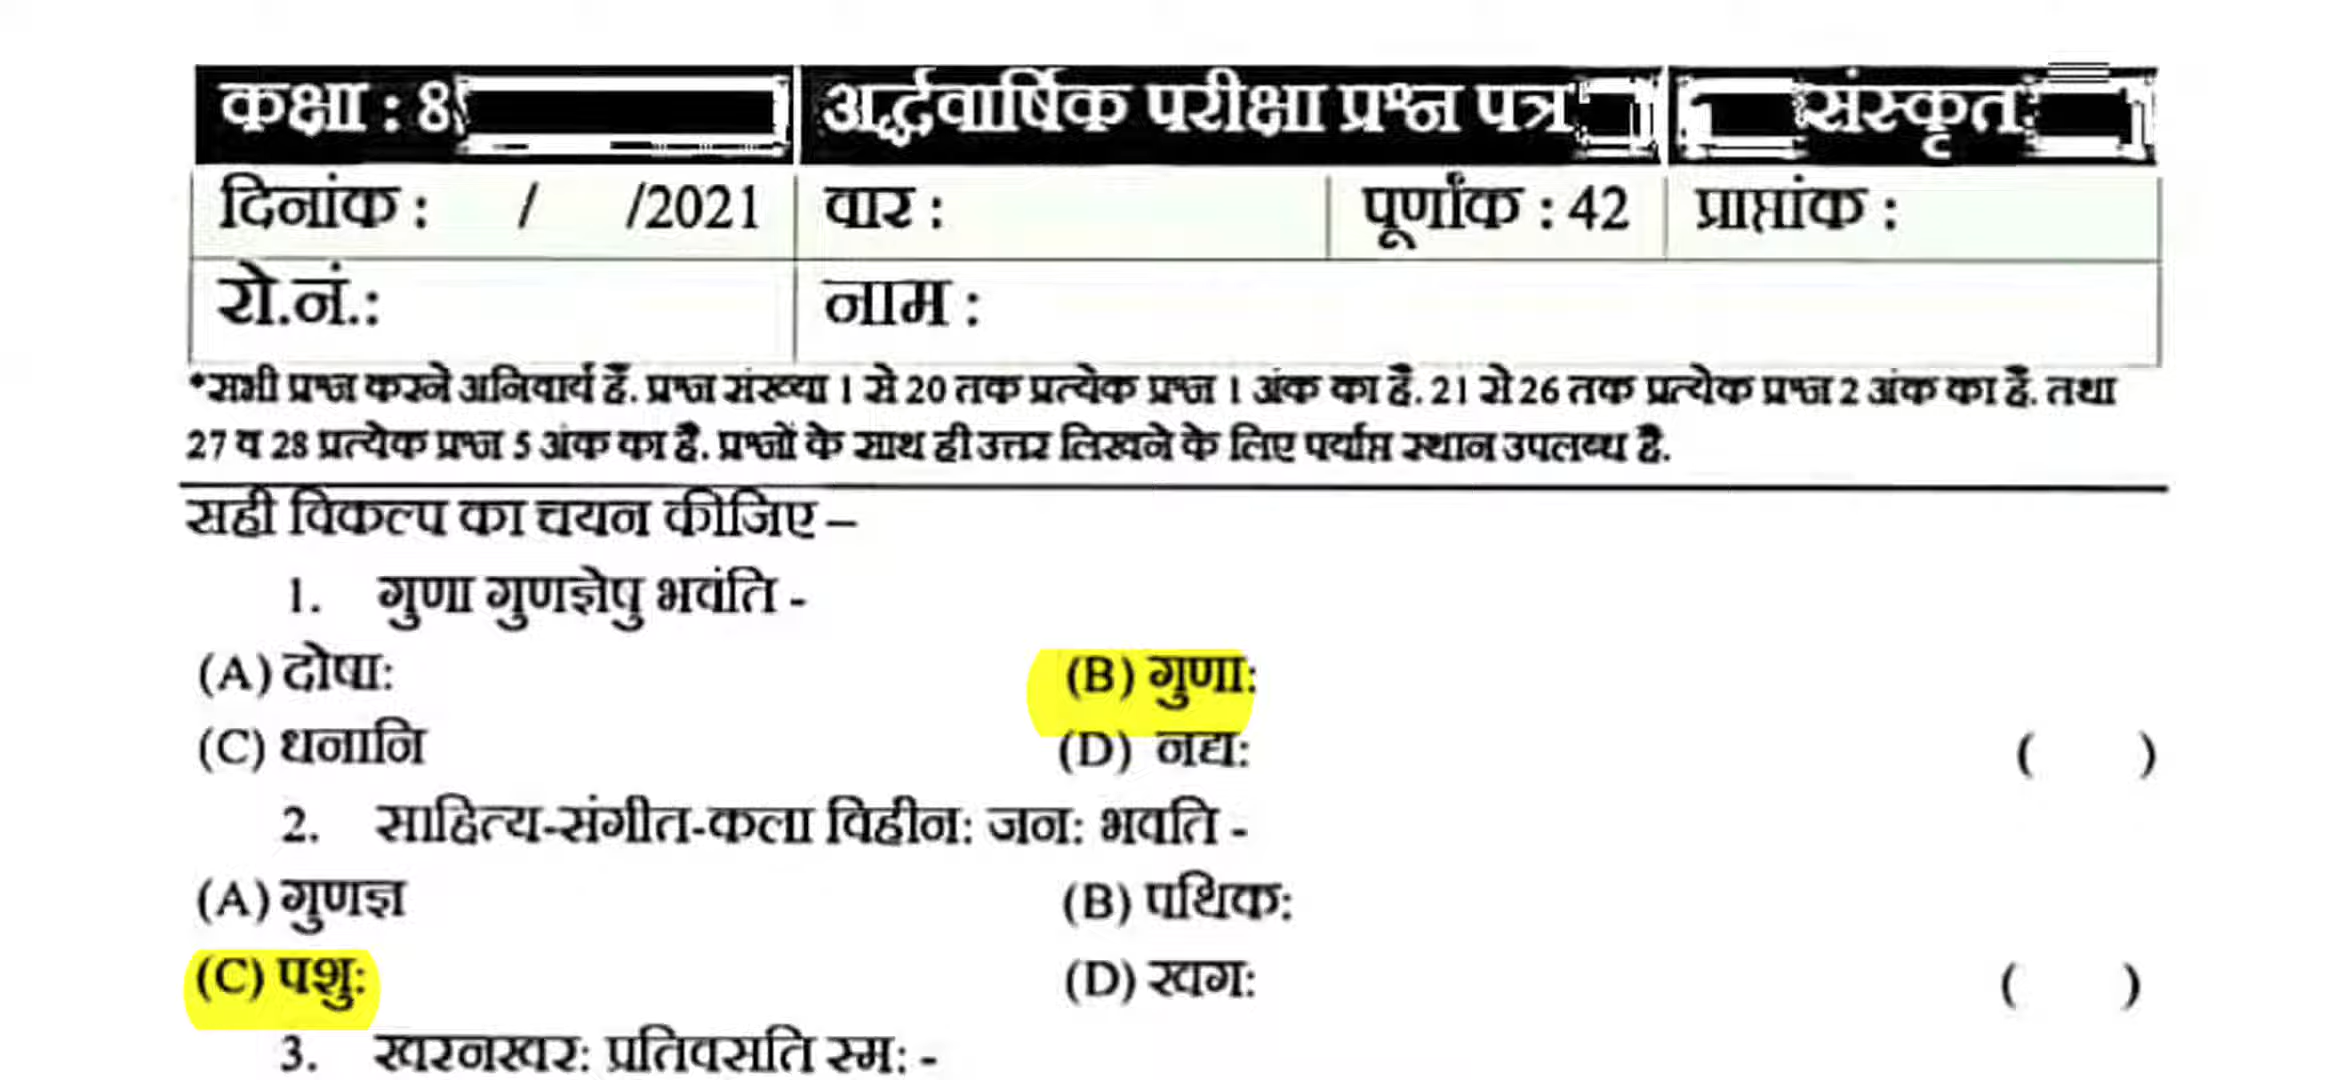 कक्षा : 8 अर्द्धवार्षिक परीक्षा प्रश्न पत्र संस्कृत
दिनांक : / /2021 वार : पूर्णांक : 42 प्राप्तांक :
रो.नं.: नाम :
*सभी प्रश्न करने अनिवार्य हैं. प्रश्न संख्या 1 से 20 तक प्रत्येक प्रश्न 1 अंक का है. 21 से 26 तक प्रत्येक प्रश्न 2 अंक का है. तथा
27 व 28 प्रत्येक प्रश्न 5 अंक का है. प्रश्नों के साथ ही उत्तर लिखने के लिए पर्याप्त स्थान उपलब्ध है.
सही विकल्प का चयन कीजिए –
1. गुणा गुणज्ञेषु भवंति -
(A) दोषा: (B) गुणा:
(C) धनानि (D) नद्य: ( )
2. साहित्य-संगीत-कला विहीन: जन: भवति -
(A) गुणज्ञ (B) पथिक:
(C) पशु: (D) खग: ( )
3. खरनखर: प्रतिवसति स्म: -